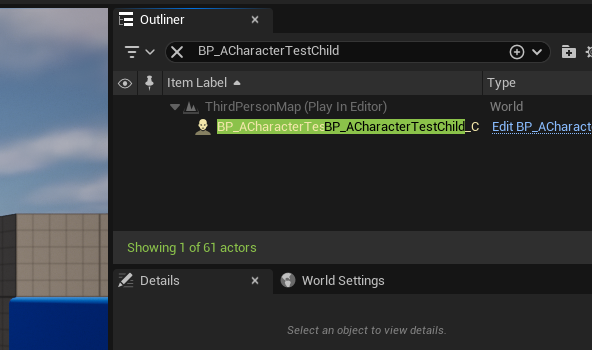 Outliner
BP_ACharacterTestChild
Item Label Type
ThirdPersonMap (Play In Editor) World
BP_ACharacterTesBP_ACharacterTestChild_C Edit BP_ACharact
Showing 1 of 61 actors
Details World Settings
Select an object to view details.